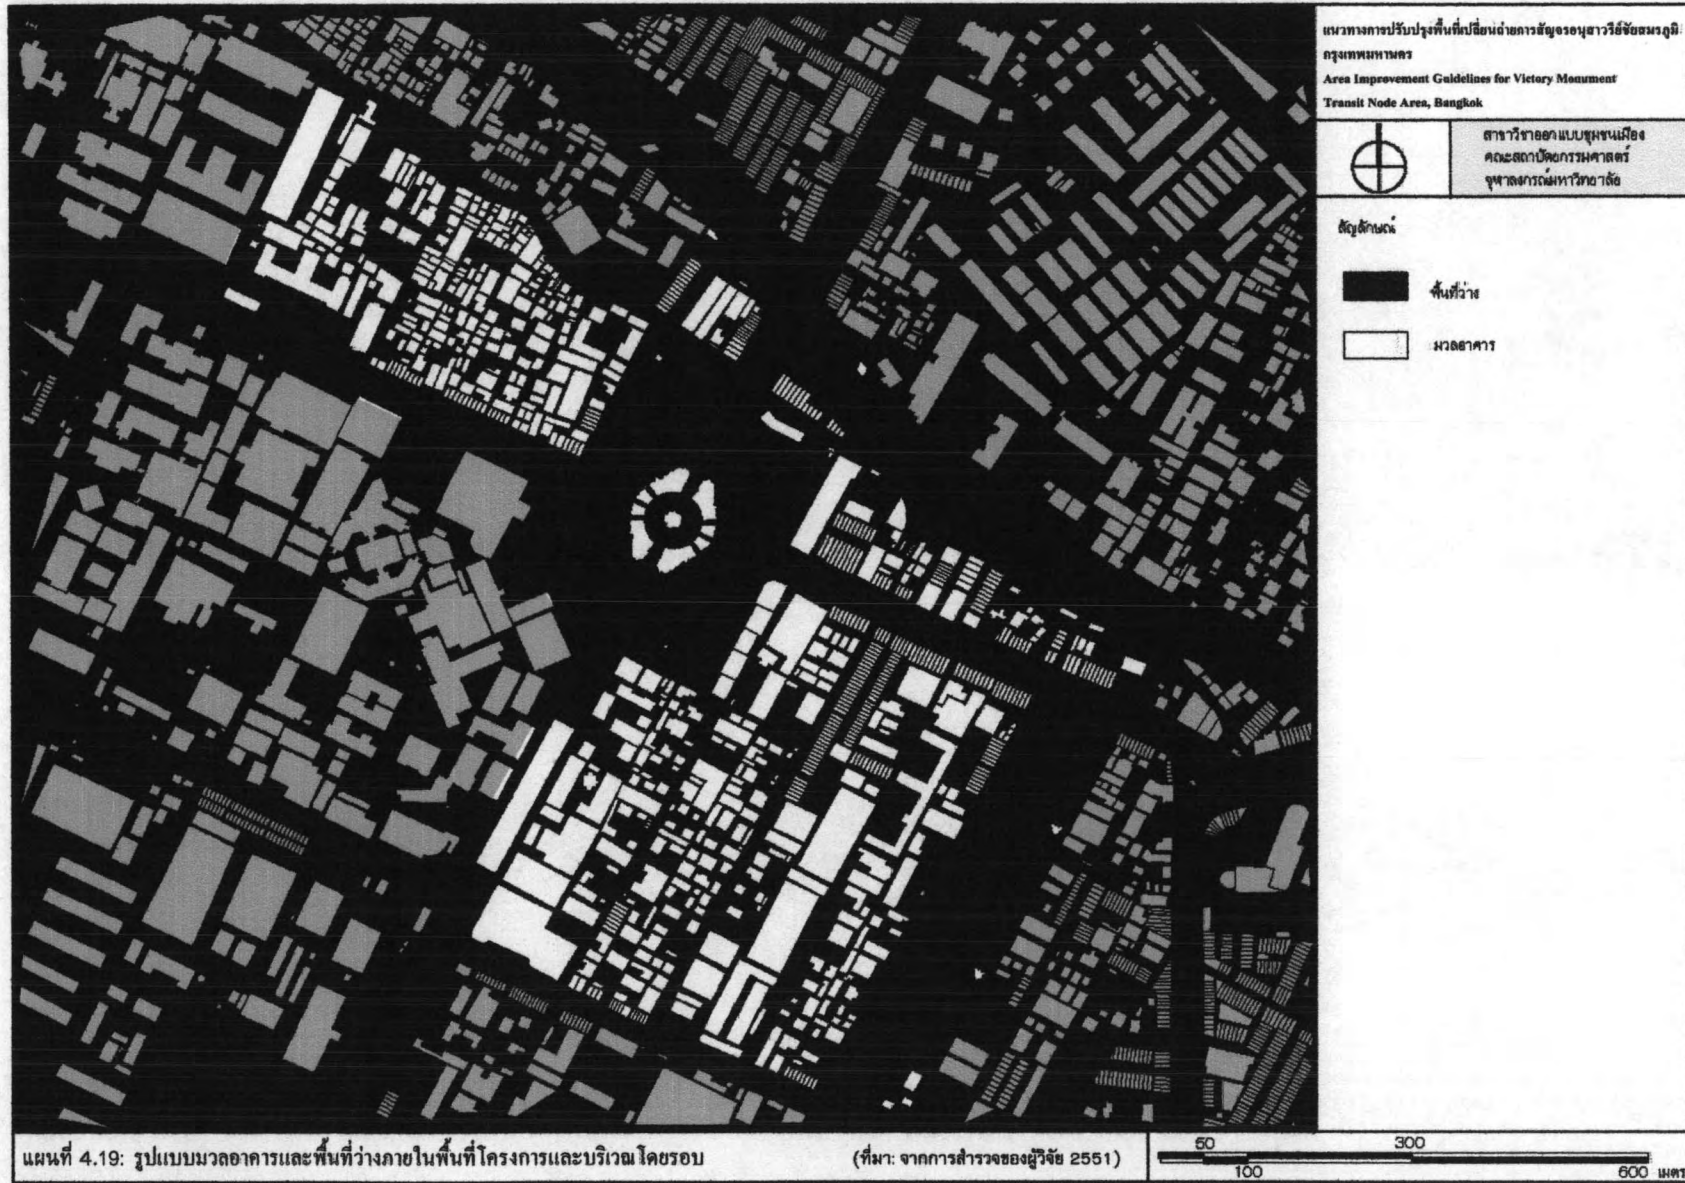 แนวทางการปรับปรุงพื้นที่เปลี่ยนถ่ายการสัญจรอนุสาวรีย์ชัยสมรภูมิ
กรุงเทพมหานคร
Area Improvement Guidelines for Victory Monument
Transit Node Area, Bangkok
สาขาวิชาออกแบบชุมชนเมือง
คณะสถาปัตยกรรมศาสตร์
จุฬาลงกรณ์มหาวิทยาลัย
สัญลักษณ์
พื้นที่ว่าง
มวลอาคาร
แผนที่ 4.19: รูปแบบมวลอาคารและพื้นที่ว่างภายในพื้นที่โครงการและบริเวณโดยรอบ (ที่มา: จากการสำรวจของผู้วิจัย 2551)
50 300
100 600 เมตร